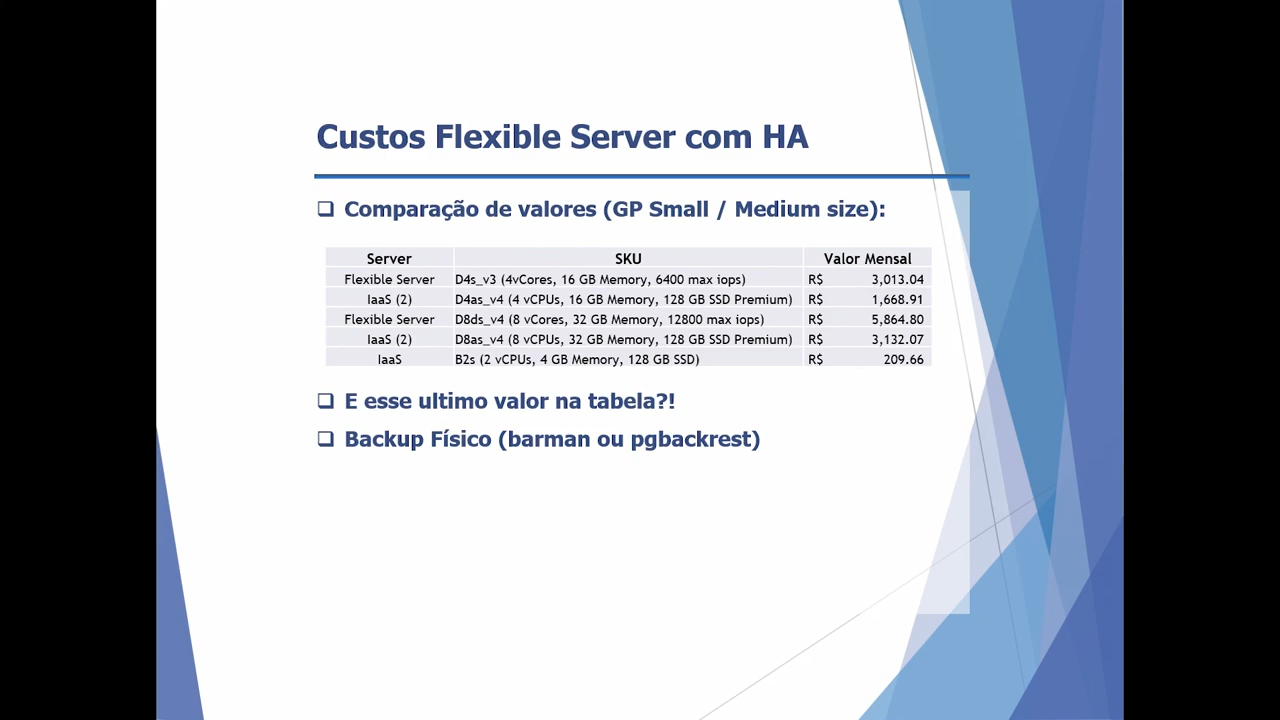 Custos Flexible Server com HA
❑ Comparação de valores (GP Small / Medium size):
Server SKU Valor Mensal
Flexible Server D4s_v3 (4vCores, 16 GB Memory, 6400 max iops) R$ 3,013.04
IaaS (2) D4as_v4 (4 vCPUs, 16 GB Memory, 128 GB SSD Premium) R$ 1,668.91
Flexible Server D8ds_v4 (8 vCores, 32 GB Memory, 12800 max iops) R$ 5,864.80
IaaS (2) D8as_v4 (8 vCPUs, 32 GB Memory, 128 GB SSD Premium) R$ 3,132.07
IaaS B2s (2 vCPUs, 4 GB Memory, 128 GB SSD) R$ 209.66
❑ E esse ultimo valor na tabela?!
❑ Backup Físico (barman ou pgbackrest)